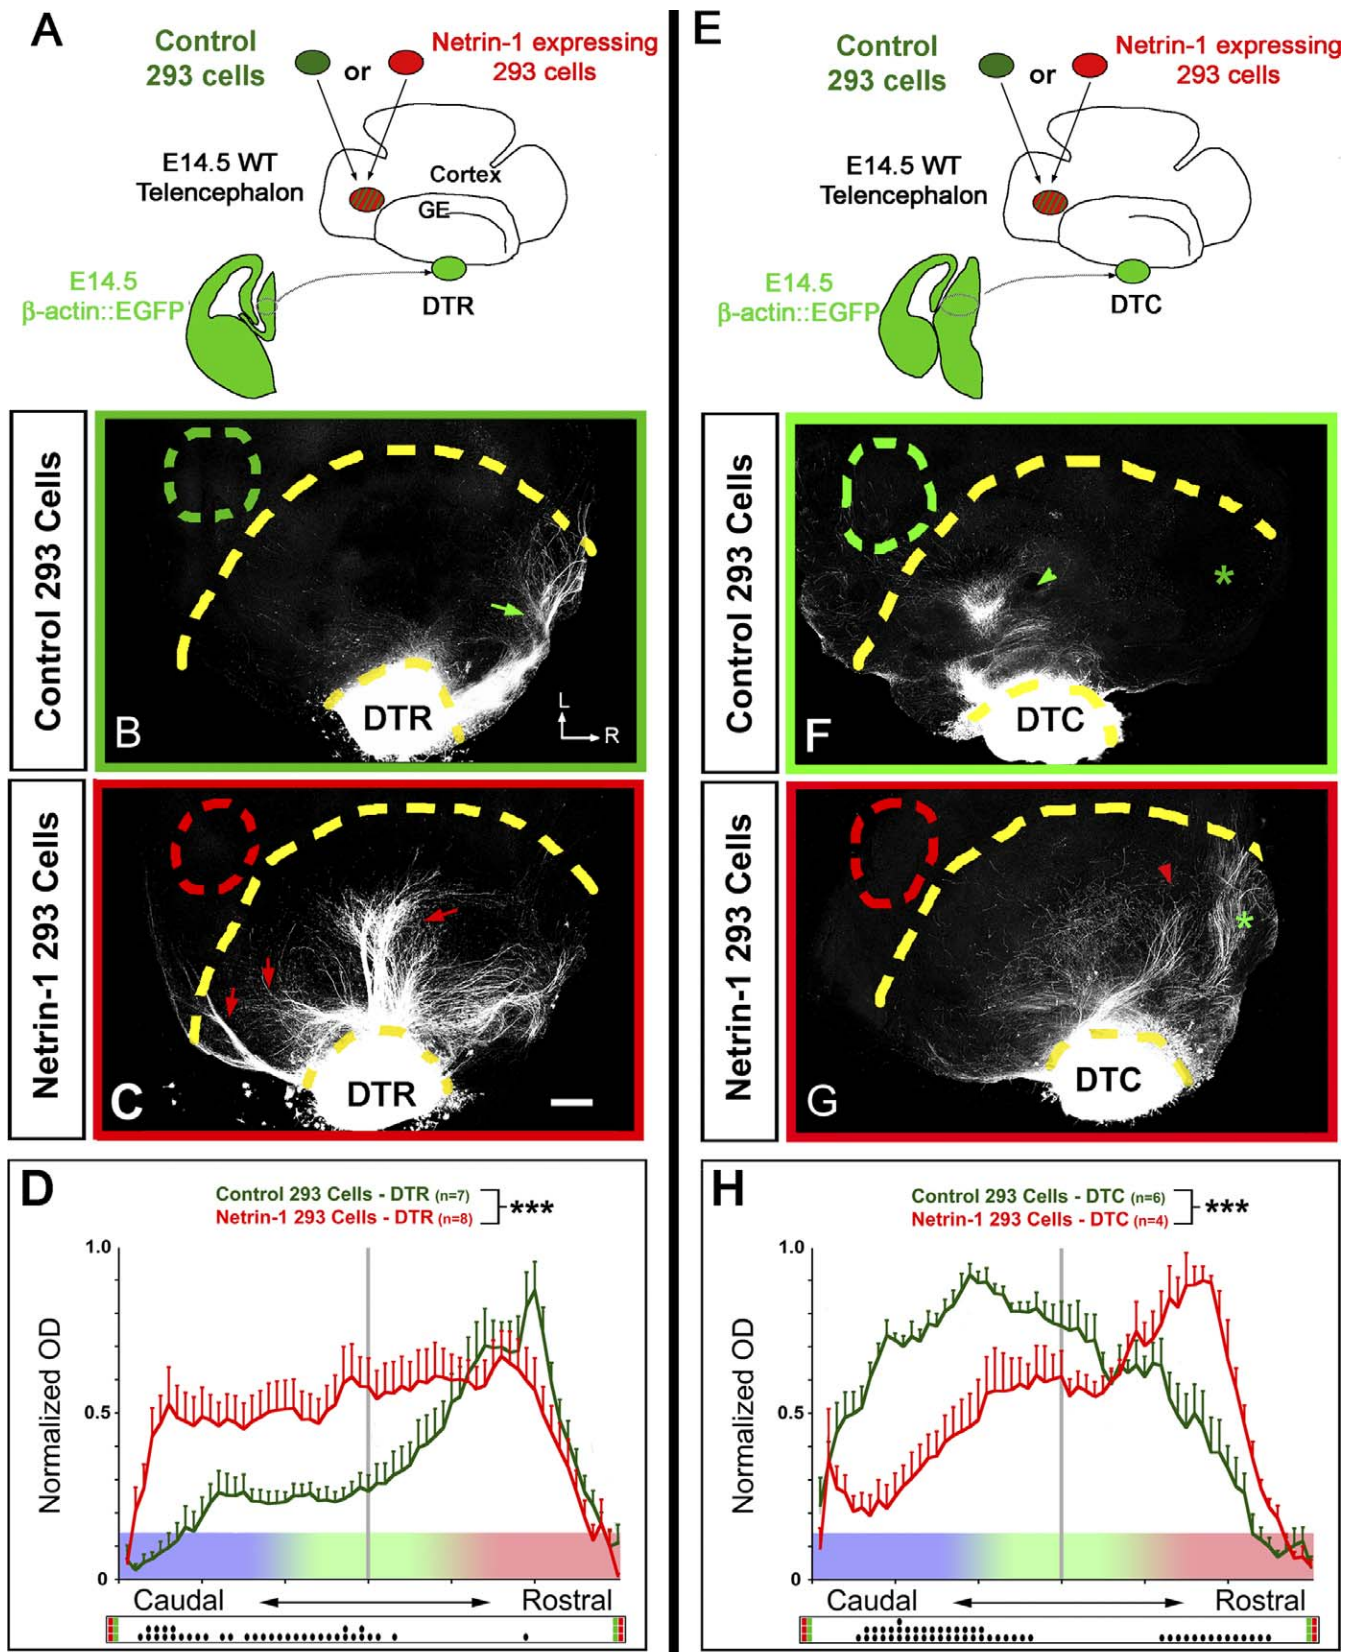 A
Control
293 cells
or
Netrin-1 expressing
293 cells
E14.5 WT
Telencephalon
Cortex
GE
E14.5
β-actin::EGFP
DTR
Control 293 Cells
DTR
B
L
R
Netrin-1 293 Cells
DTR
C
D
Control 293 Cells - DTR (n=7)
Netrin-1 293 Cells - DTR (n=8)
***
1.0
0.5
0
Normalized OD
Caudal
Rostral
E
Control
293 cells
or
Netrin-1 expressing
293 cells
E14.5 WT
Telencephalon
E14.5
β-actin::EGFP
DTC
Control 293 Cells
*
DTC
F
Netrin-1 293 Cells
*
DTC
G
H
Control 293 Cells - DTC (n=6)
Netrin-1 293 Cells - DTC (n=4)
***
1.0
0.5
0
Normalized OD
Caudal
Rostral